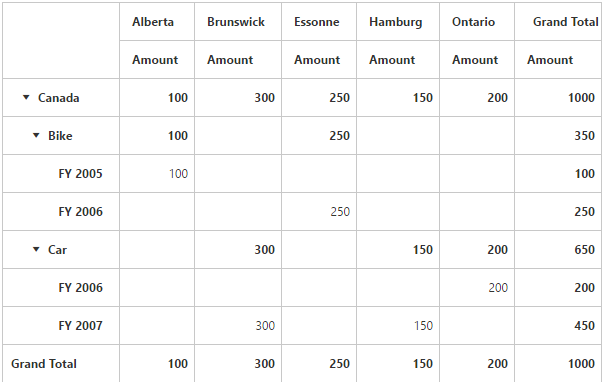 Alberta Brunswick Essonne Hamburg Ontario Grand Total
Amount Amount Amount Amount Amount Amount
Canada 100 300 250 150 200 1000
Bike 100 250 350
FY 2005 100 100
FY 2006 250 250
Car 300 150 200 650
FY 2006 200 200
FY 2007 300 150 450
Grand Total 100 300 250 150 200 1000